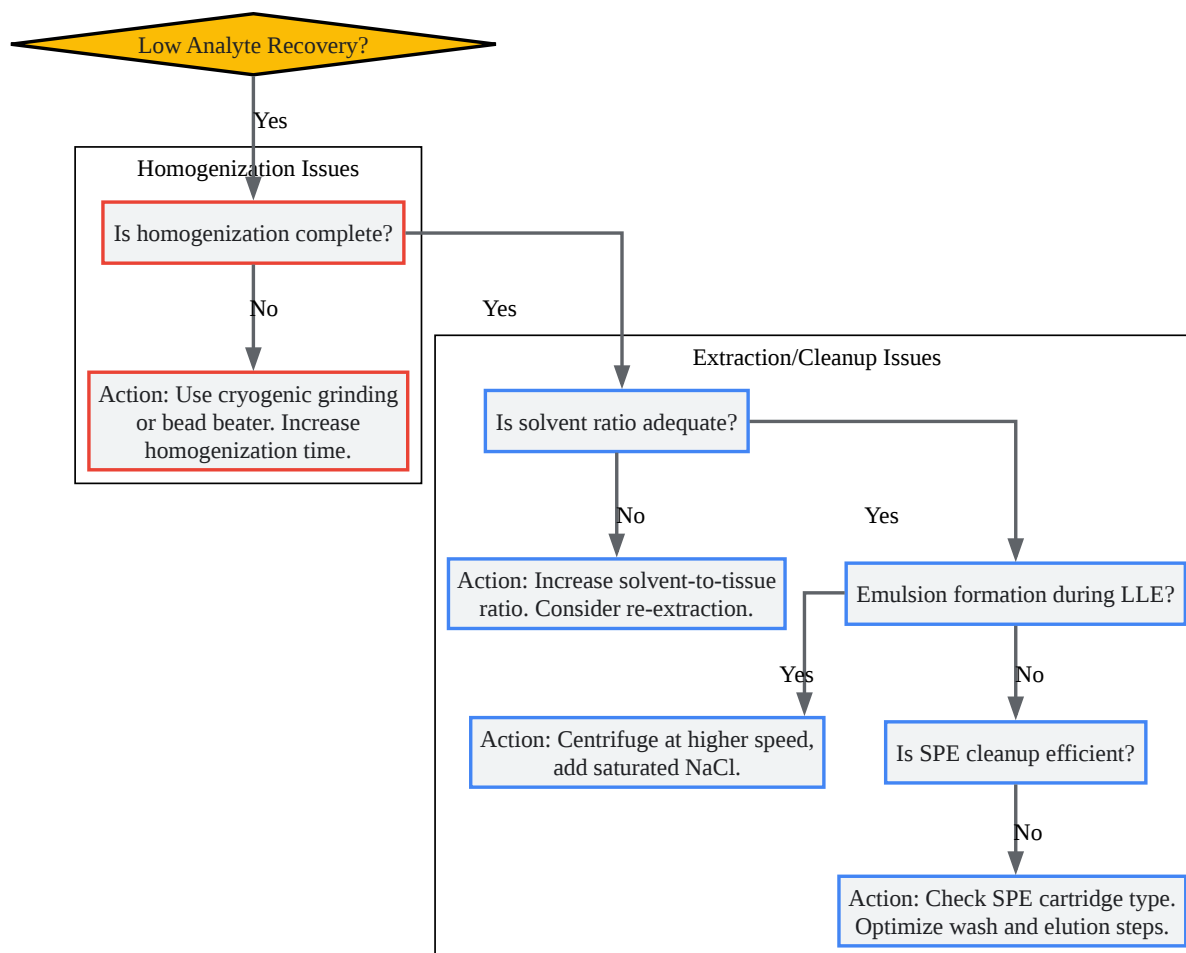 Low Analyte Recovery?
Yes
Homogenization Issues
Is homogenization complete?
No
Yes
Action: Use cryogenic grinding
or bead beater. Increase
homogenization time.
Extraction/Cleanup Issues
Is solvent ratio adequate?
No
Yes
Action: Increase solvent-to-tissue
ratio. Consider re-extraction.
Emulsion formation during LLE?
Yes
No
Action: Centrifuge at higher speed,
add saturated NaCl.
Is SPE cleanup efficient?
No
Action: Check SPE cartridge type.
Optimize wash and elution steps.